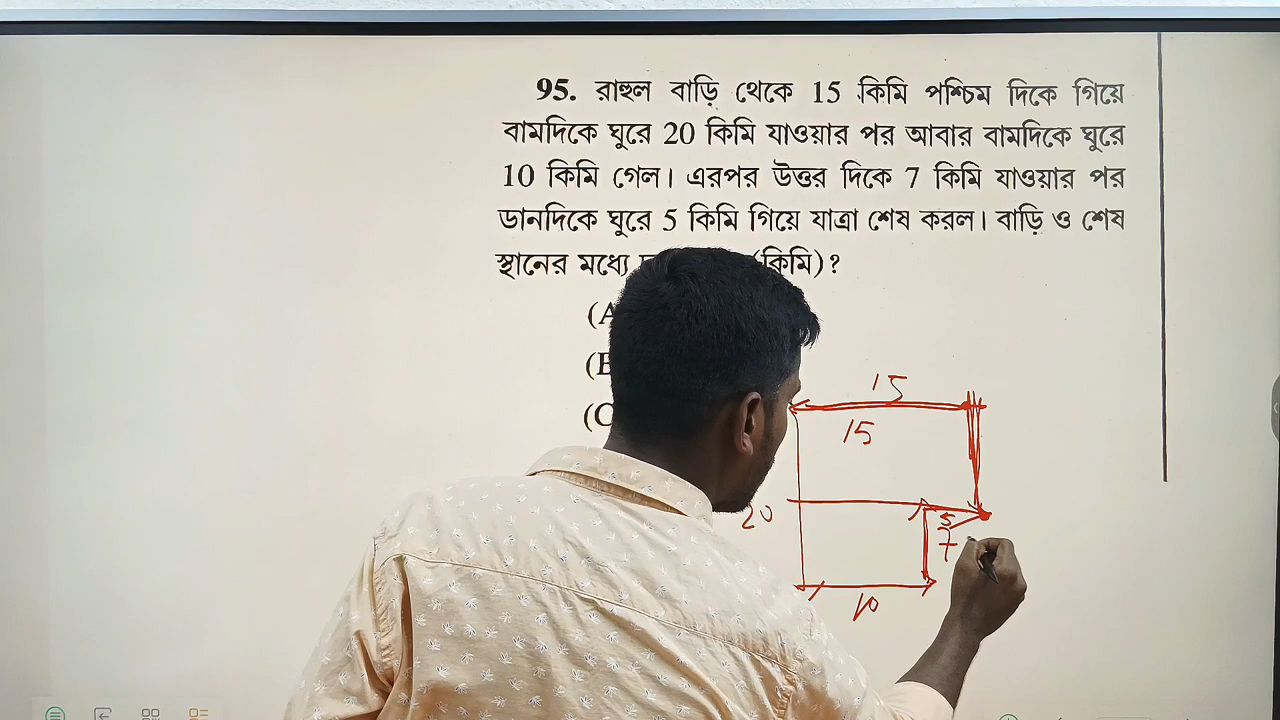 95. রাহুল বাড়ি থেকে 15 কিমি পশ্চিম দিকে গিয়ে
বামদিকে ঘুরে 20 কিমি যাওয়ার পর আবার বামদিকে ঘুরে
10 কিমি গেল। এরপর উত্তর দিকে 7 কিমি যাওয়ার পর
ডানদিকে ঘুরে 5 কিমি গিয়ে যাত্রা শেষ করল। বাড়ি ও শেষ
স্থানের মধ্যে (কিমি)?
(A
(B
(C
15
15
20
5
7
10